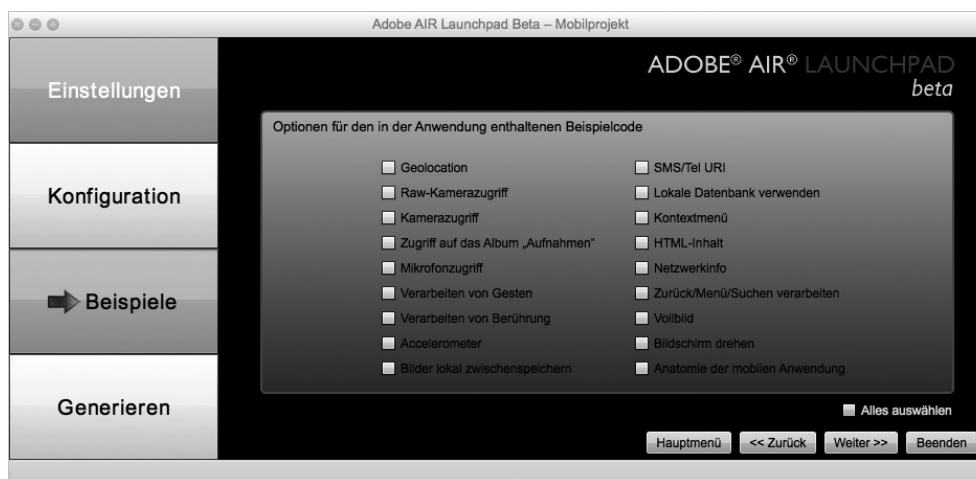 Adobe AIR Launchpad Beta – Mobilprojekt
ADOBE® AIR® LAUNCHPAD
beta
Einstellungen
Konfiguration
Beispiele
Generieren
Optionen für den in der Anwendung enthaltenen Beispielcode
Geolocation
Raw-Kamerazugriff
Kamerazugriff
Zugriff auf das Album „Aufnahmen“
Mikrofonzugriff
Verarbeiten von Gesten
Verarbeiten von Berührung
Accelerometer
Bilder lokal zwischenspeichern
SMS/Tel URI
Lokale Datenbank verwenden
Kontextmenü
HTML-Inhalt
Netzwerkinfo
Zurück/Menü/Suchen verarbeiten
Vollbild
Bildschirm drehen
Anatomie der mobilen Anwendung
Alles auswählen
Hauptmenü
<< Zurück
Weiter >>
Beenden